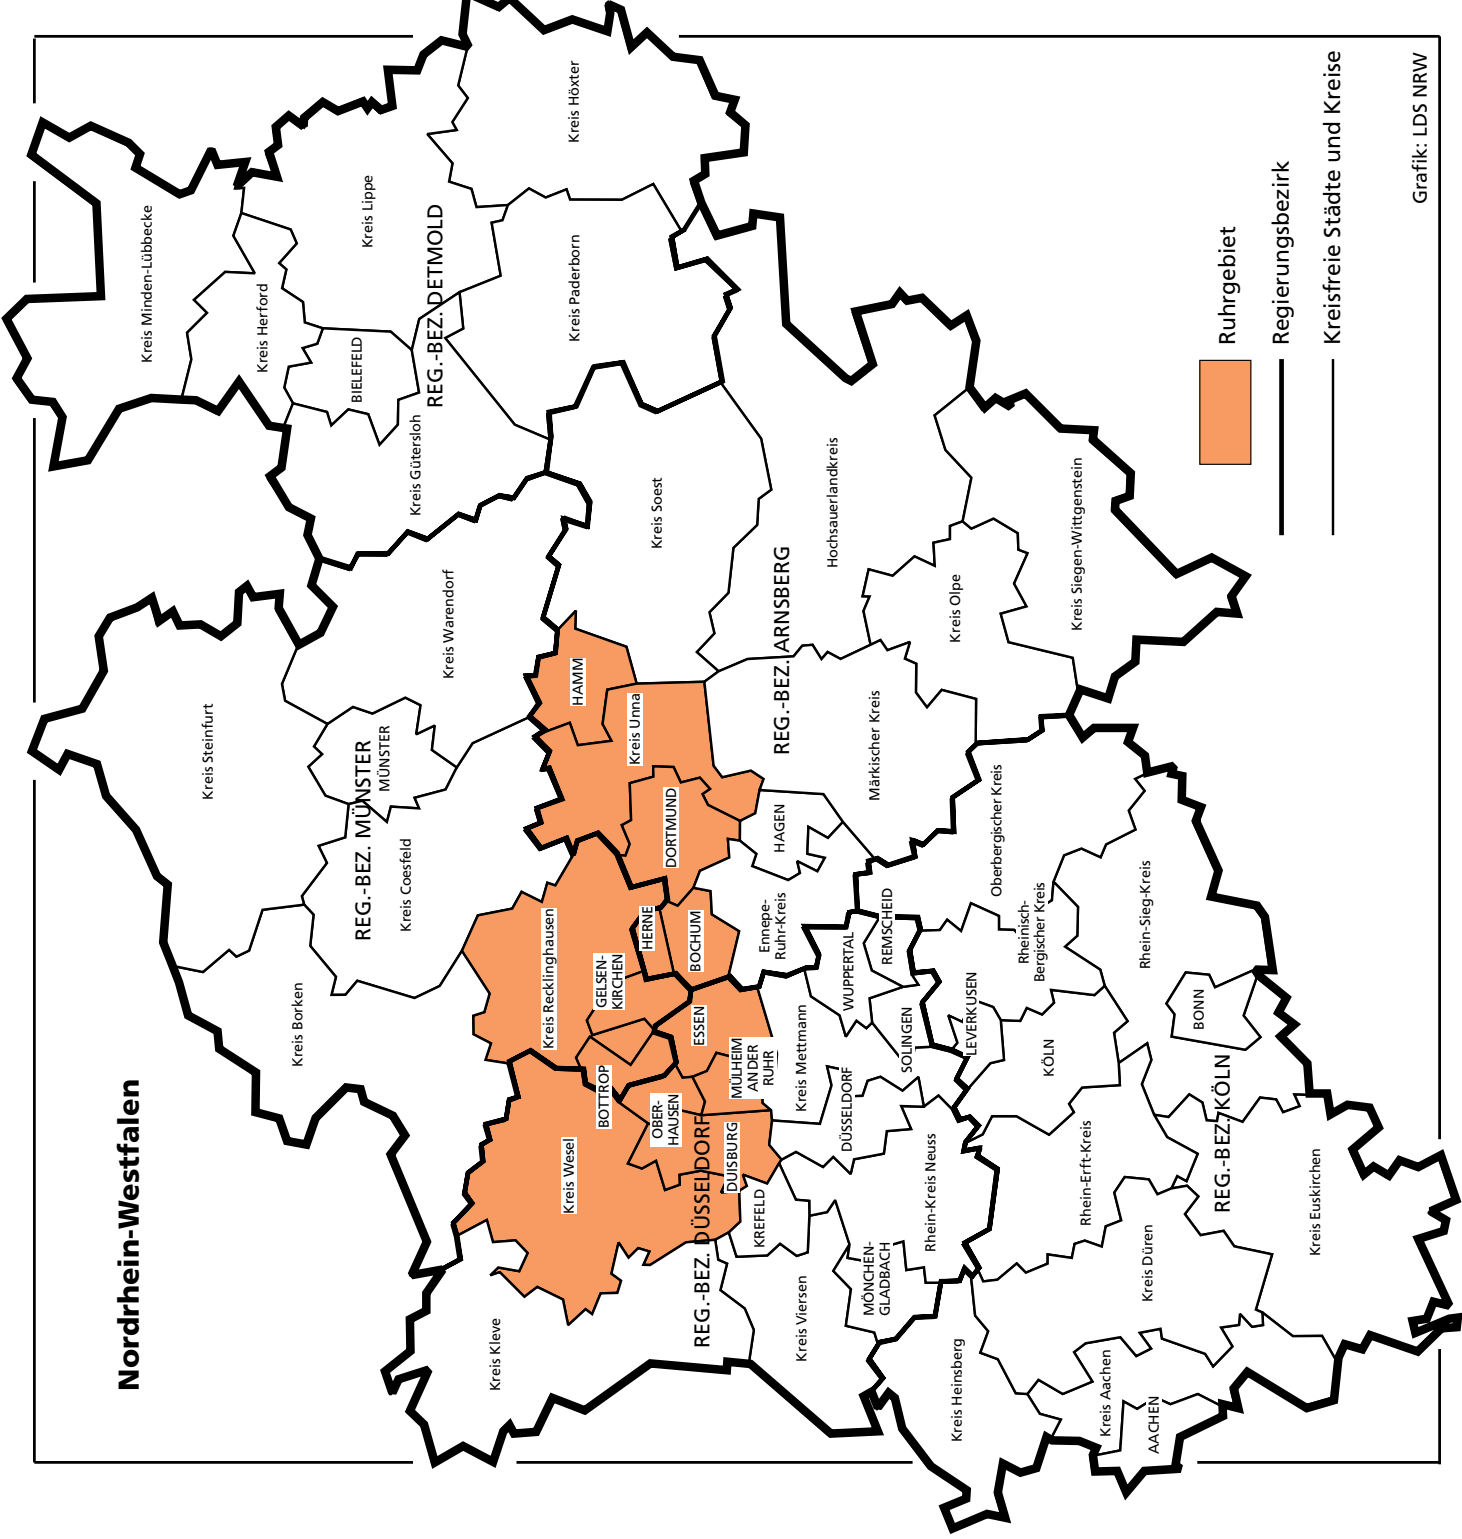 Nordrhein-Westfalen
Kreis Minden-Lübbecke
Kreis Steinfurt
Kreis Herford
Kreis Borken
BIELEFELD
Kreis Lippe
REG.-BEZ. MÜNSTER
MÜNSTER
Kreis Coesfeld
Kreis Gütersloh
REG.-BEZ. DETMOLD
Kreis Warendorf
Kreis Höxter
Kreis Paderborn
Kreis Kleve
Kreis Wesel
Kreis Recklinghausen
HAMM
BOTTROP
GELSEN-
KIRCHEN
HERNE
Kreis Unna
Kreis Soest
OBER-
HAUSEN
DORTMUND
BOCHUM
ESSEN
REG.-BEZ. DÜSSELDORF
DUISBURG
MÜLHEIM
AN DER
RUHR
KREFELD
Ennepe-
Ruhr-Kreis
HAGEN
REG.-BEZ. ARNSBERG
Kreis Viersen
Kreis Mettmann
Hochsauerlandkreis
DÜSSELDORF
WUPPERTAL
MÖNCHEN-
GLADBACH
Märkischer Kreis
REMSCHEID
SOLINGEN
Rhein-Kreis Neuss
Kreis Heinsberg
Kreis Olpe
LEVERKUSEN
Oberbergischer Kreis
Rheinisch-
Bergischer Kreis
KÖLN
Kreis Siegen-Wittgenstein
Rhein-Erft-Kreis
Kreis Aachen
AACHEN
Kreis Düren
Rhein-Sieg-Kreis
BONN
REG.-BEZ. KÖLN
Kreis Euskirchen
Ruhrgebiet
Regierungsbezirk
Kreisfreie Städte und Kreise
Grafik: LDS NRW